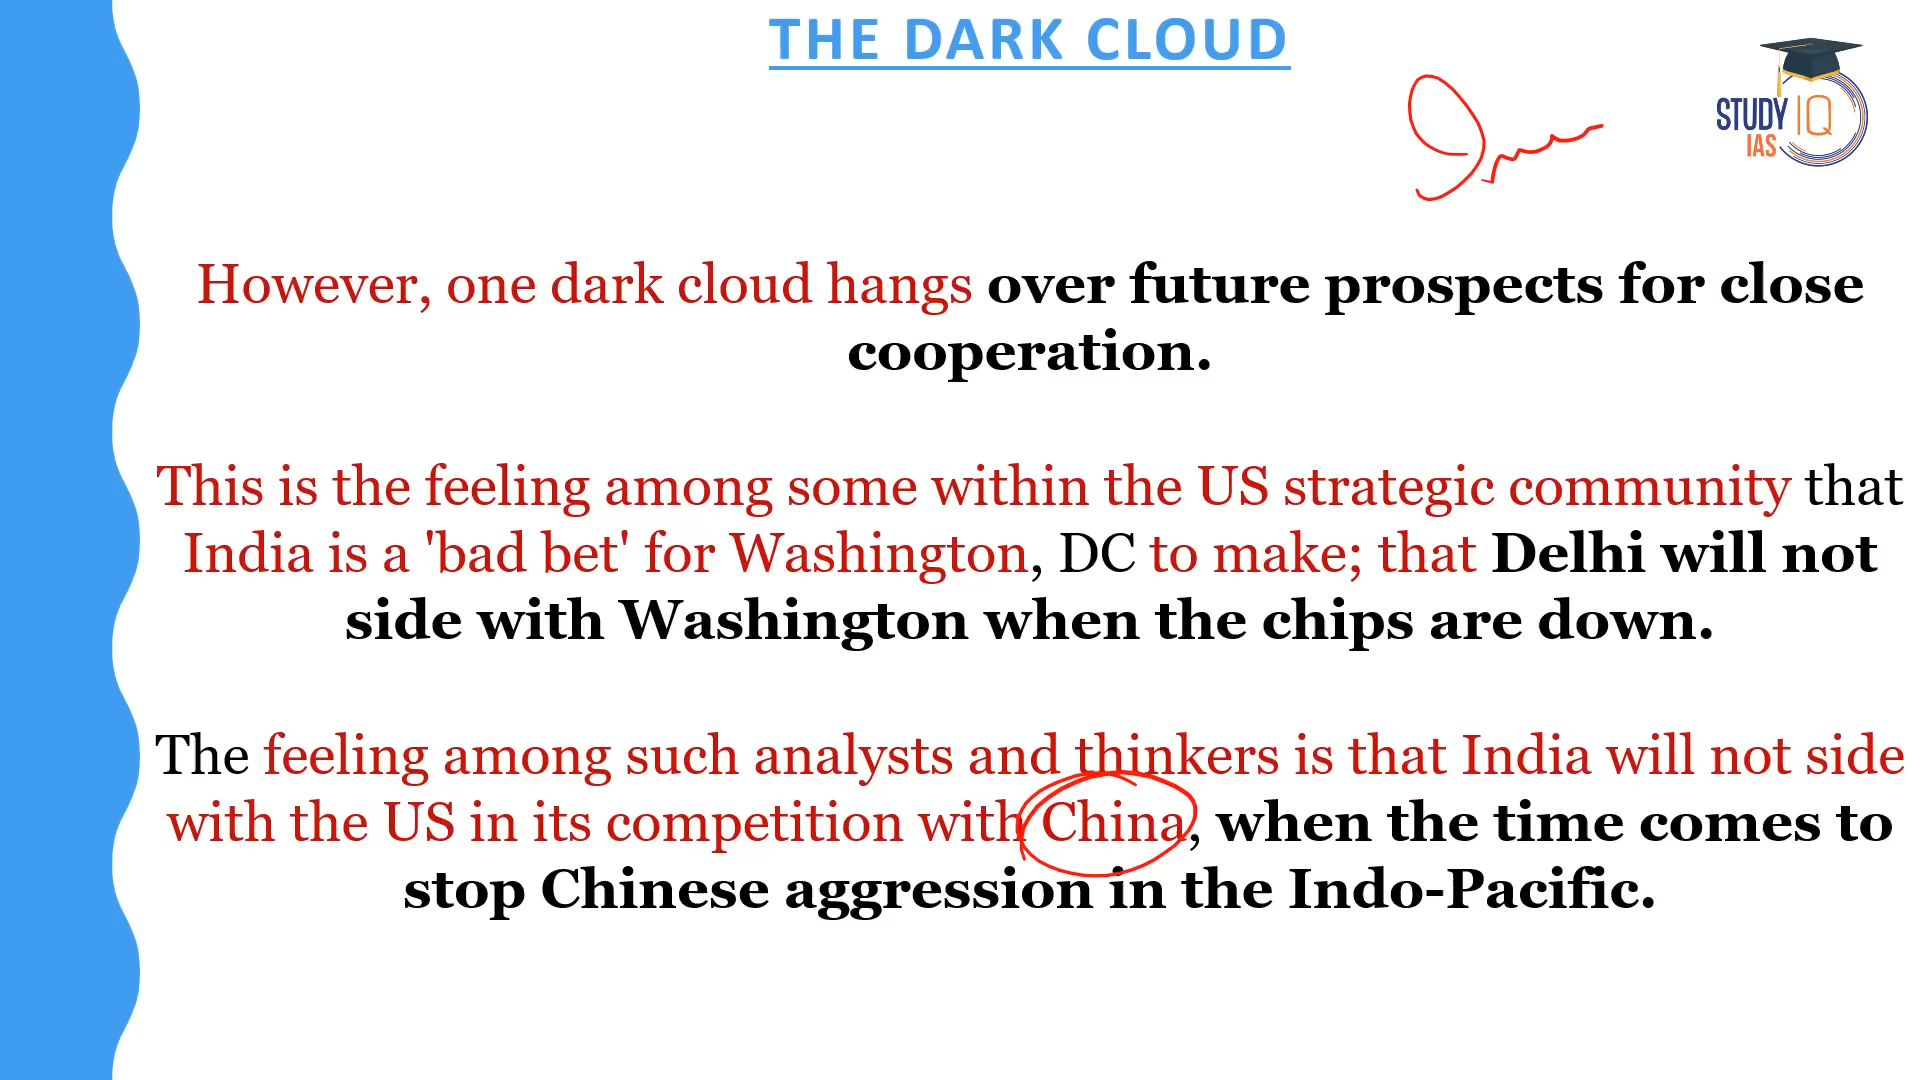 THE DARK CLOUD
STUDY IQ
IAS
However, one dark cloud hangs over future prospects for close
cooperation.
This is the feeling among some within the US strategic community that
India is a 'bad bet' for Washington, DC to make; that Delhi will not
side with Washington when the chips are down.
The feeling among such analysts and thinkers is that India will not side
with the US in its competition with China, when the time comes to
stop Chinese aggression in the Indo-Pacific.